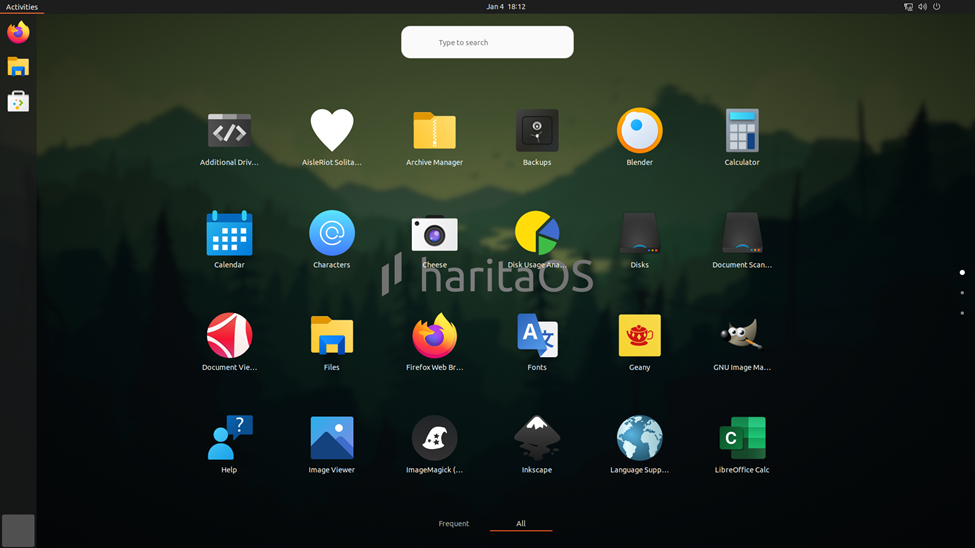 Activities
Jan 4 18:12
Type to search
Additional Driv...
AisleRiot Solita...
Archive Manager
Backups
Blender
Calculator
Calendar
Characters
Cheese
Disk Usage Ana...
Disks
Document Scan...
haritaOS
Document Vie...
Files
Firefox Web Br...
Fonts
Geany
GNU Image Ma...
Help
Image Viewer
ImageMagick (...
Inkscape
Language Supp...
LibreOffice Calc
Frequent
All